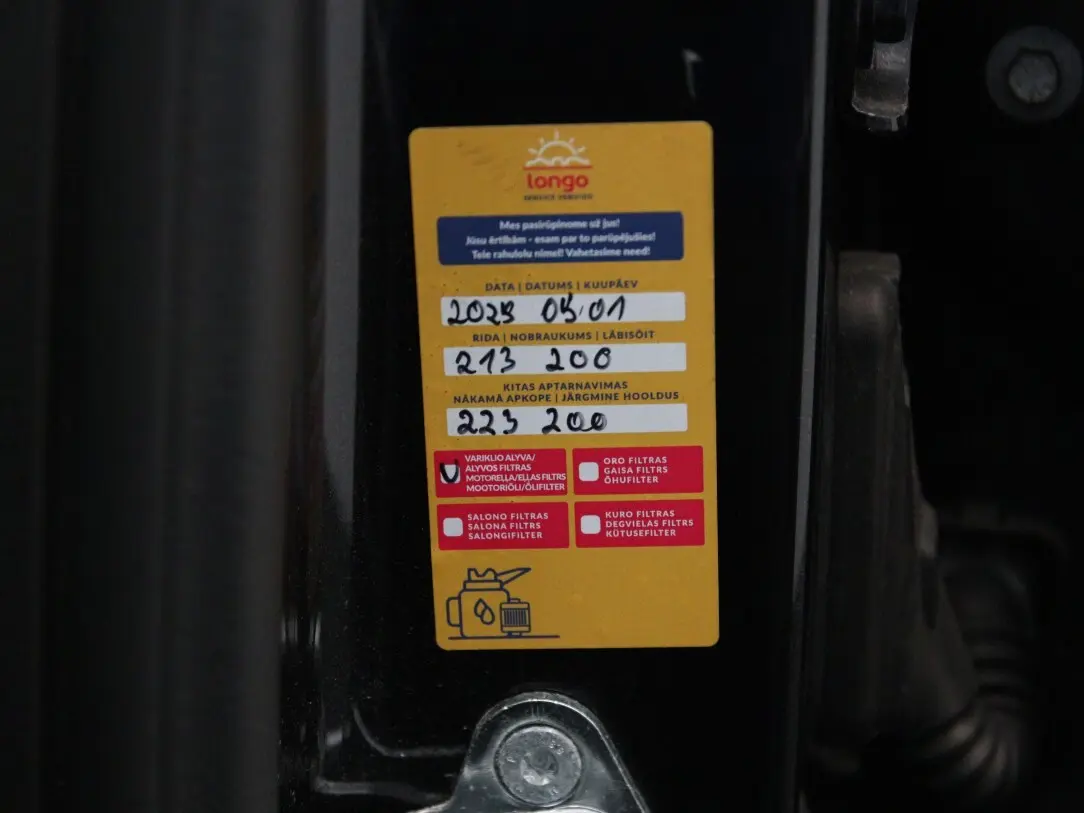 longo
Mes pasirūpinome už jus!
Jūsu ērtībām - esam par to parūpējušies!
Teie rahulolu nimel! Vahetasime need!
DATA | DATUMS | KUUPÄEV
05.01
RIDA | NOBRAUKUMS | LÄBISÕIT
213 200
KITAS APTARNAVIMAS
NĀKAMĀ APKOPE | JÄRGMINE HOOLDUS
223 200
VARIKLIO ALYVA/
ALYVOS FILTRAS
MOTOREĻĻA/EĻĻAS FILTRS
MOOTORIÕLI/ÕLIFILTER
ORO FILTRAS
GAISA FILTRS
ÕHUFILTER
SALONO FILTRAS
SALONA FILTRS
SALONGIFILTER
KURO FILTRAS
DEGVIELAS FILTRS
KÜTUSEFILTER